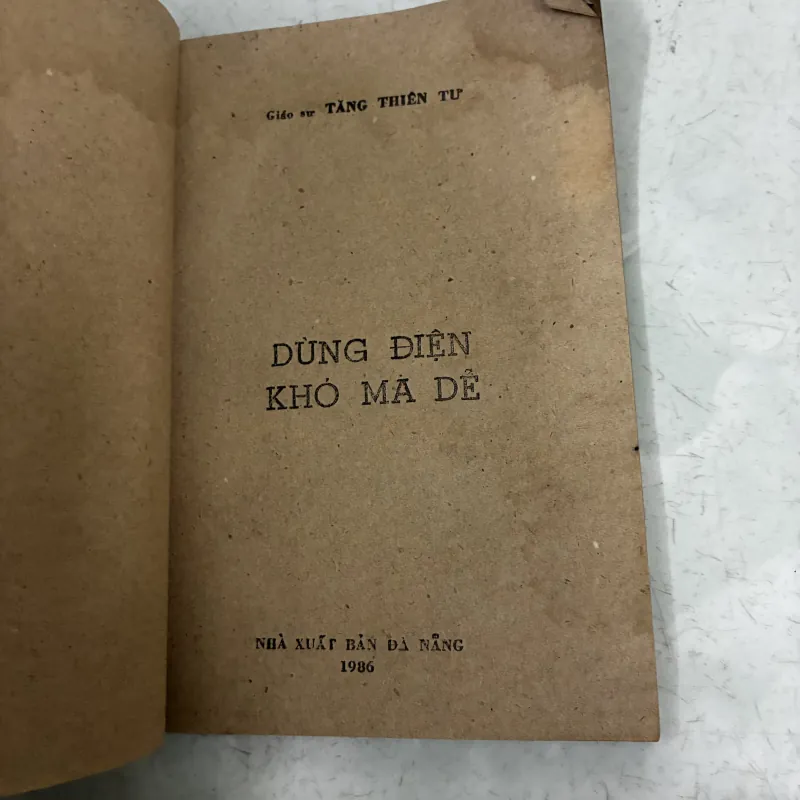 Giáo sư TĂNG THIÊN TƯ
DÙNG ĐIỆN
KHÓ MÀ DỄ
NHÀ XUẤT BẢN ĐÀ NẴNG
1986